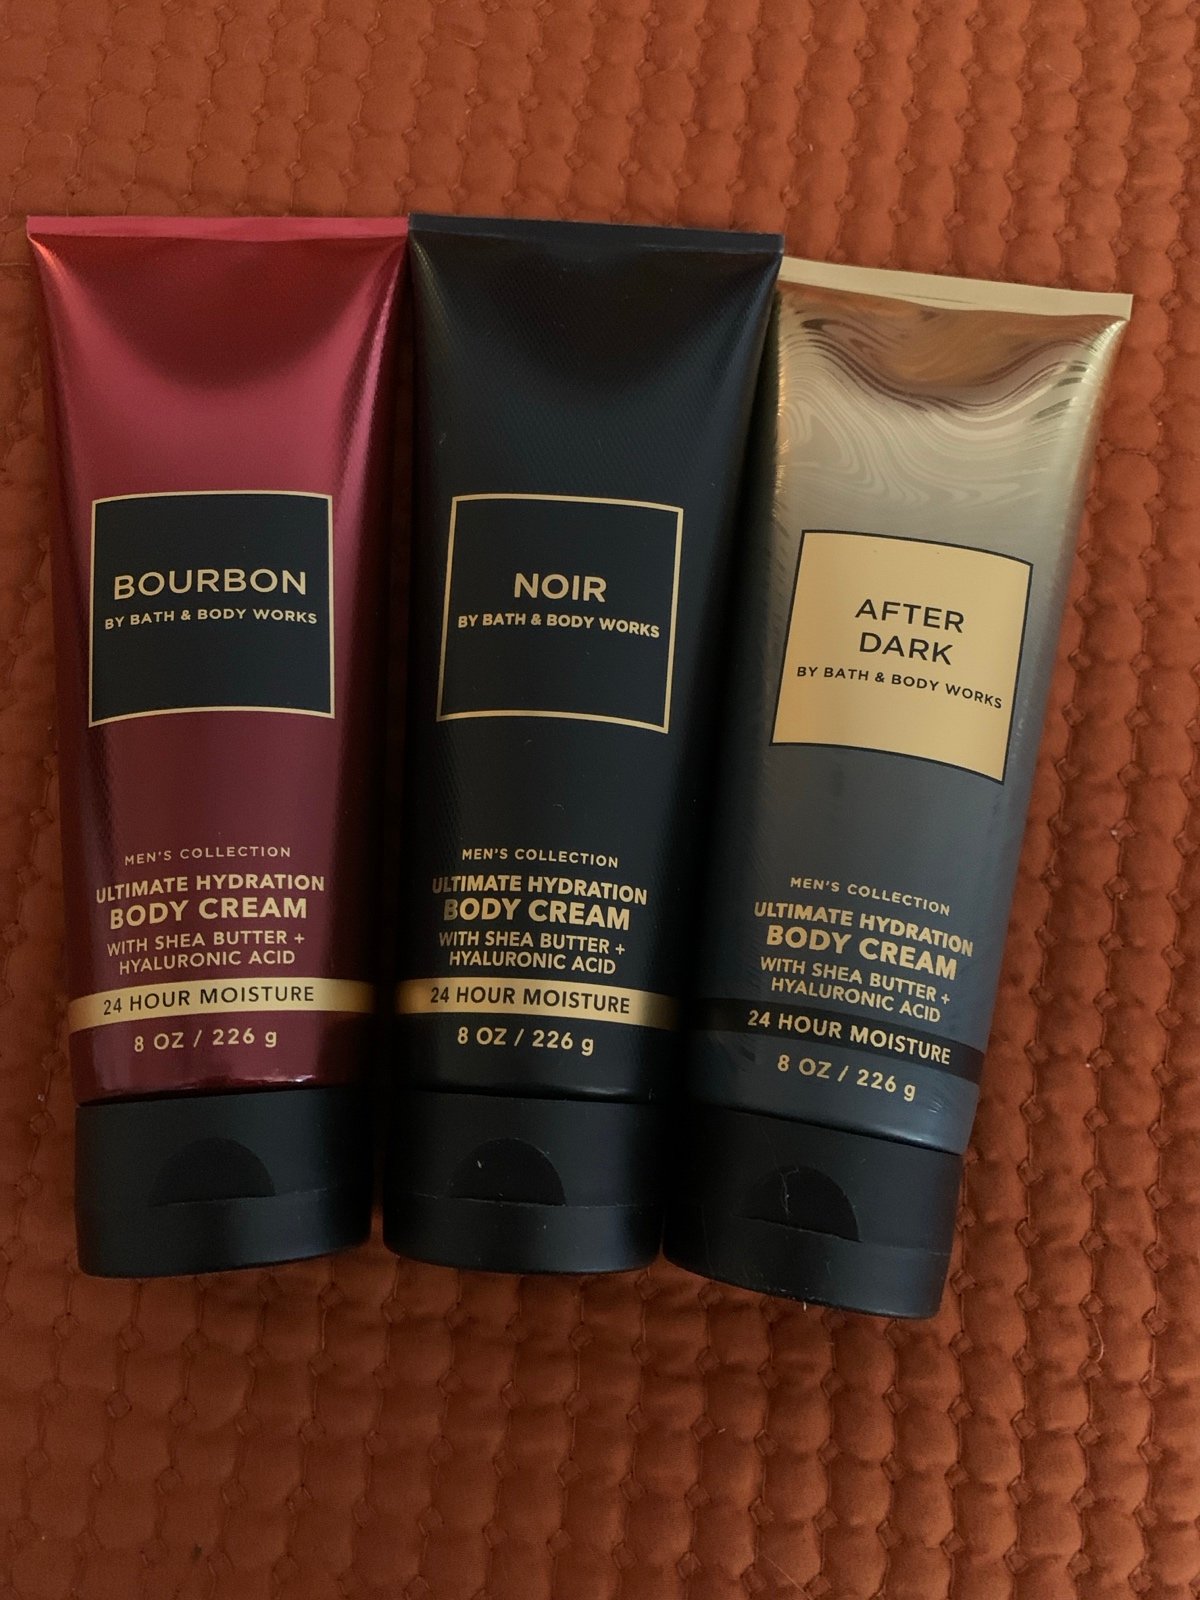 BOURBON
BY BATH & BODY WORKS
MEN'S COLLECTION
ULTIMATE HYDRATION
BODY CREAM
WITH SHEA BUTTER +
HYALURONIC ACID
24 HOUR MOISTURE
8 OZ / 226 g
NOIR
BY BATH & BODY WORKS
MEN'S COLLECTION
ULTIMATE HYDRATION
BODY CREAM
WITH SHEA BUTTER +
HYALURONIC ACID
24 HOUR MOISTURE
8 OZ / 226 g
AFTER
DARK
BY BATH & BODY WORKS
MEN'S COLLECTION
ULTIMATE HYDRATION
BODY CREAM
WITH SHEA BUTTER +
HYALURONIC ACID
24 HOUR MOISTURE
8 OZ / 226 g